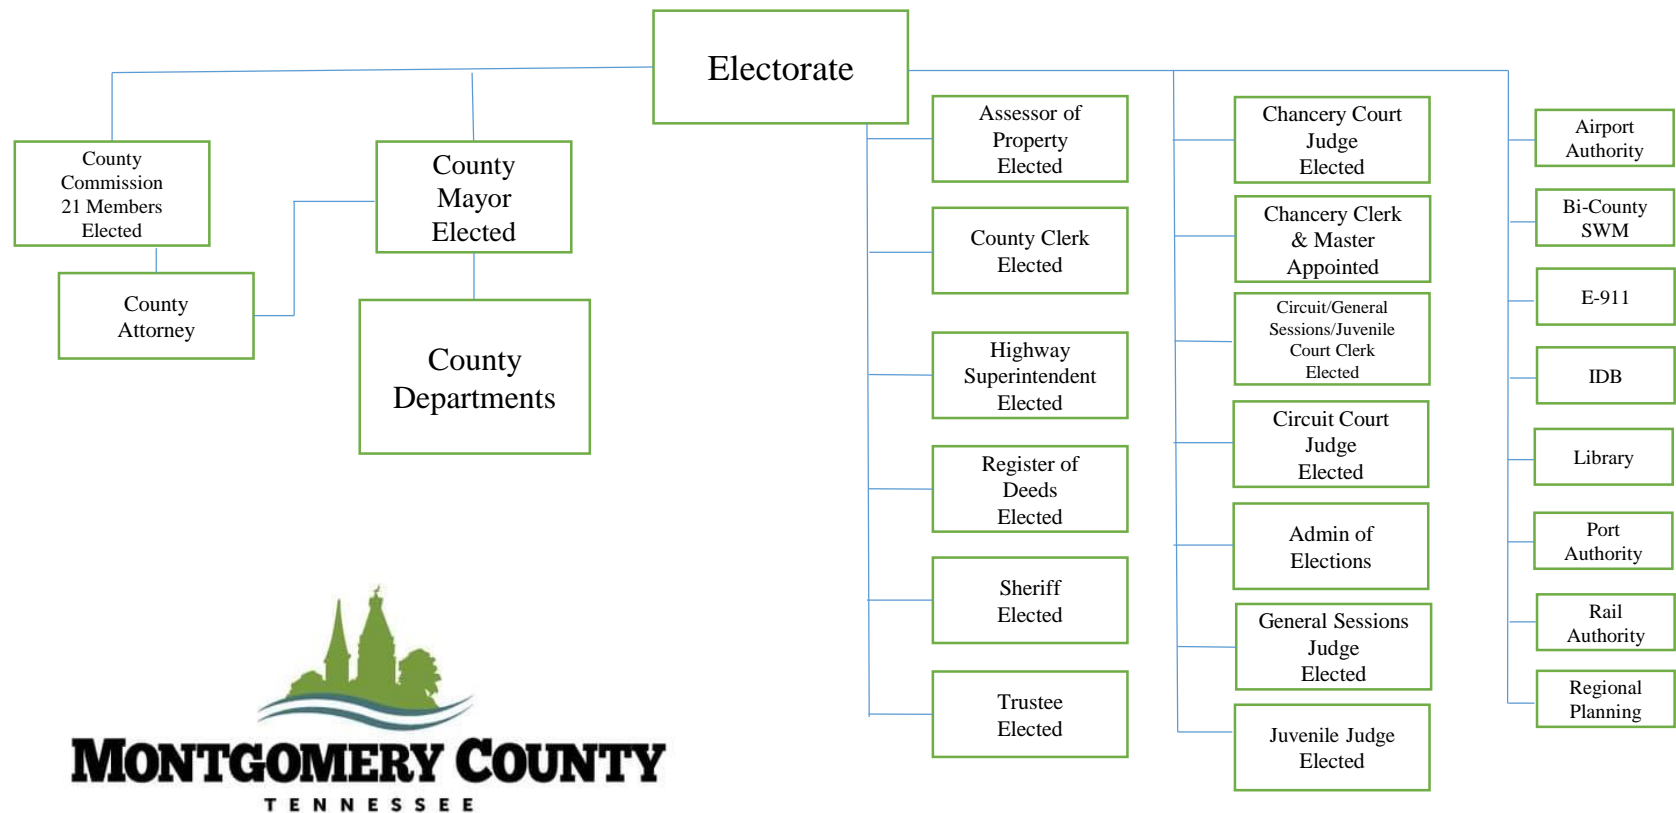 Electorate
County
Commission
21 Members
Elected
County
Mayor
Elected
County
Attorney
County
Departments
Assessor of
Property
Elected
County Clerk
Elected
Highway
Superintendent
Elected
Register of
Deeds
Elected
Sheriff
Elected
Trustee
Elected
Chancery Court
Judge
Elected
Chancery Clerk
& Master
Appointed
Circuit/General
Sessions/Juvenile
Court Clerk
Elected
Circuit Court
Judge
Elected
Admin of
Elections
General Sessions
Judge
Elected
Juvenile Judge
Elected
Airport
Authority
Bi-County
SWM
E-911
IDB
Library
Port
Authority
Rail
Authority
Regional
Planning
MONTGOMERY COUNTY
TENNESSEE